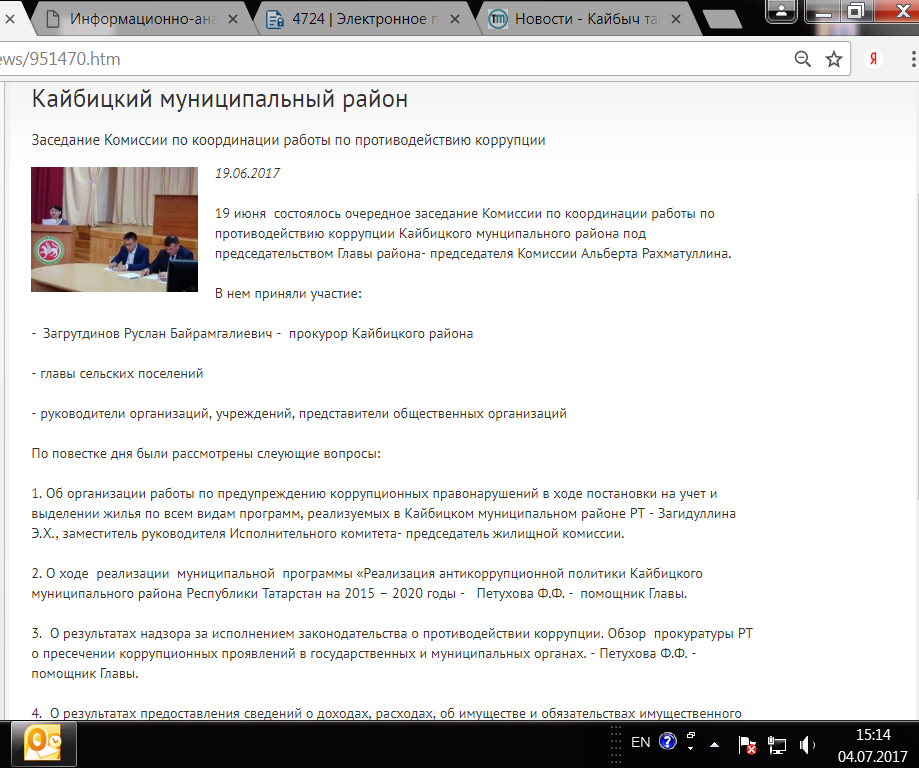 Информационно-ана
4724 | Электронное п
Новости - Кайбыч та
ews/951470.htm
Кайбицкий муниципальный район
Заседание Комиссии по координации работы по противодействию коррупции
19.06.2017
19 июня состоялось очередное заседание Комиссии по координации работы по
противодействию коррупции Кайбицкого мунципального района под
председательством Главы района- председателя Комиссии Альберта Рахматуллина.
В нем приняли участие:
- Загрутдинов Руслан Байрамгалиевич - прокурор Кайбицкого района
- главы сельских поселений
- руководители организаций, учреждений, представители общественных организаций
По повестке дня были рассмотрены слеующие вопросы:
1. Об организации работы по предупреждению коррупционных правонарушений в ходе постановки на учет и
выделении жилья по всем видам программ, реализуемых в Кайбицком муниципальном районе РТ - Загидуллина
Э.Х., заместитель руководителя Исполнительного комитета- председатель жилищной комиссии.
2. О ходе реализации муниципальной программы «Реализация антикоррупционной политики Кайбицкого
муниципального района Республики Татарстан на 2015 – 2020 годы - Петухова Ф.Ф. - помощник Главы.
3. О результатах надзора за исполнением законодательства о противодействии коррупции. Обзор прокуратуры РТ
о пресечении коррупционных проявлений в государственных и муниципальных органах. - Петухова Ф.Ф. -
помощник Главы.
4. О результатах предоставления сведений о доходах, расходах, об имуществе и обязательствах имущественного
EN
15:14
04.07.2017